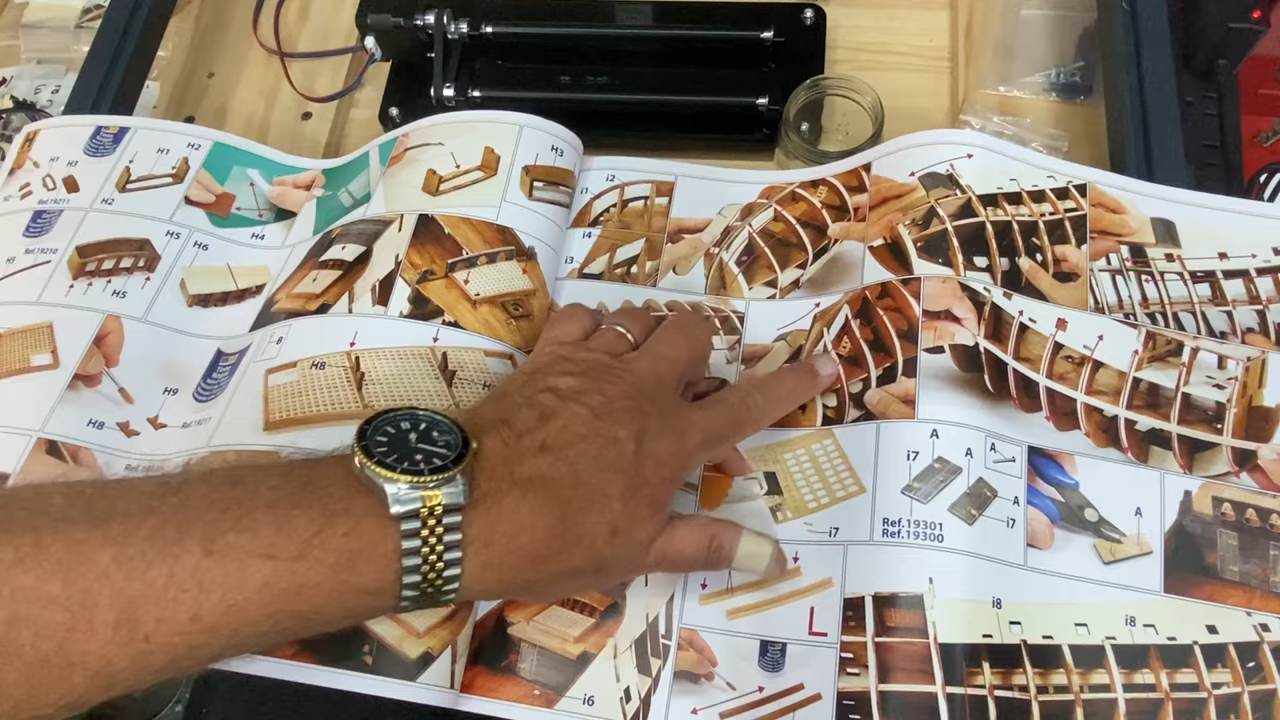 H1
H3
Ref.19211
H1
H2
H2
H4
H3
Ref.19210
H5
H5
H5
H6
H8
H9
Ref.19211
H8
i6
i1
i2
i4
i3
i7
i7
A
A
A
A
i7
Ref.19301
Ref.19300
A
L
i8
i8